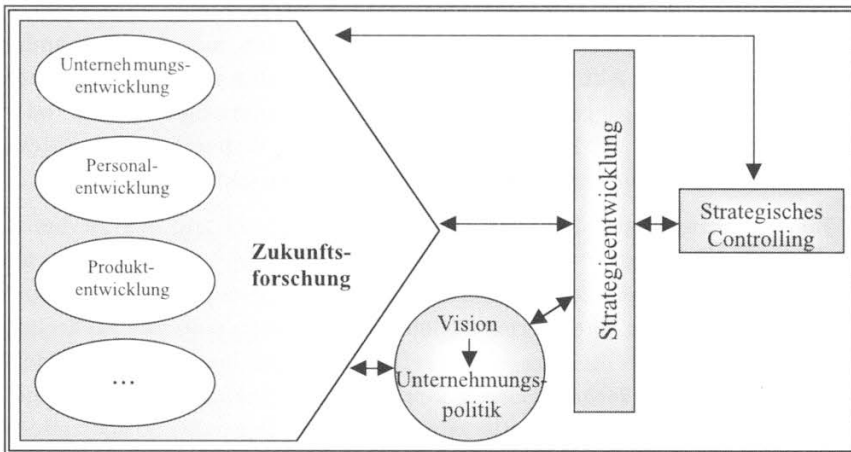 Unternehmungs-
entwicklung
Personal-
entwicklung
Produkt-
entwicklung
...
Zukunfts-
forschung
Vision
Unternehmungs-
politik
Strategieentwicklung
Strategisches
Controlling